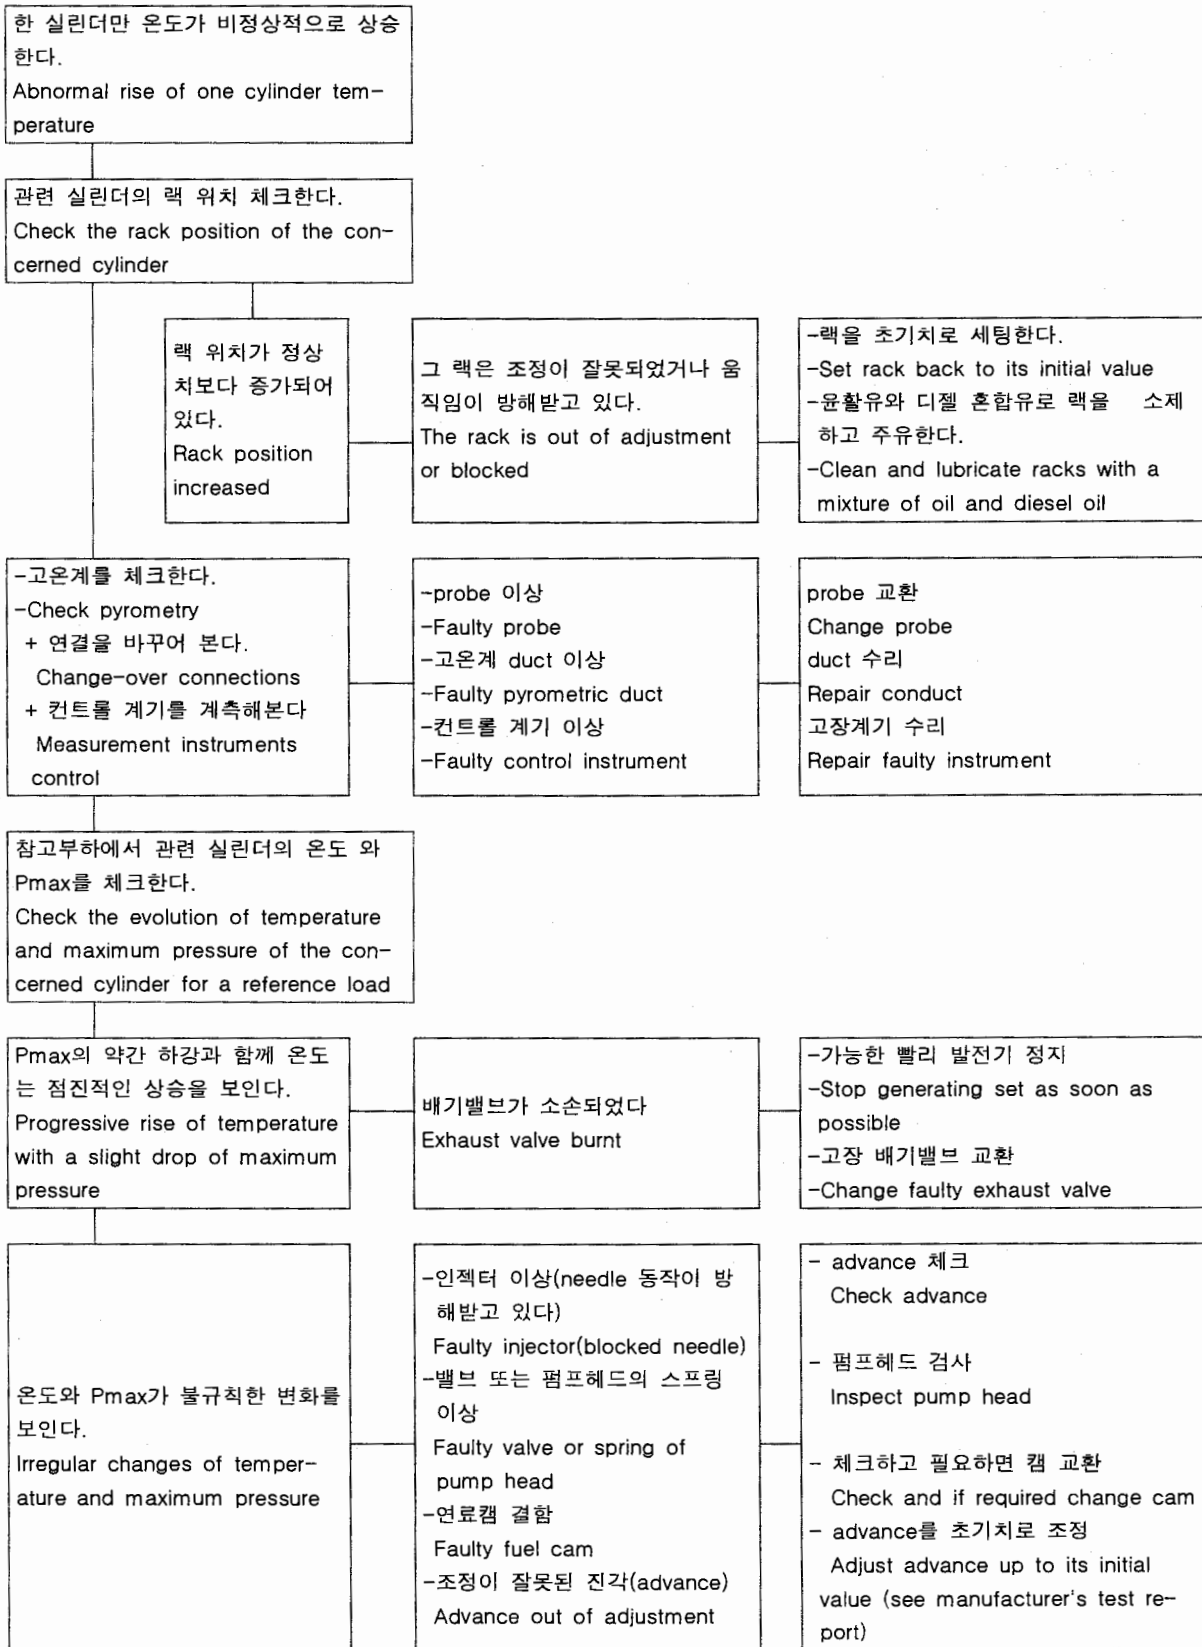 한 실린더만 온도가 비정상적으로 상승
한다.
Abnormal rise of one cylinder tem-
perature
관련 실린더의 랙 위치 체크한다.
Check the rack position of the con-
cerned cylinder
랙 위치가 정상
치보다 증가되어
있다.
Rack position
increased
그 랙은 조정이 잘못되었거나 움
직임이 방해받고 있다.
The rack is out of adjustment
or blocked
-랙을 초기치로 세팅한다.
-Set rack back to its initial value
-윤활유와 디젤 혼합유로 랙을 소제
하고 주유한다.
-Clean and lubricate racks with a
mixture of oil and diesel oil
-고온계를 체크한다.
-Check pyrometry
+ 연결을 바꾸어 본다.
Change-over connections
+ 컨트롤 계기를 계측해본다
Measurement instruments
control
-probe 이상
-Faulty probe
-고온계 duct 이상
-Faulty pyrometric duct
-컨트롤 계기 이상
-Faulty control instrument
probe 교환
Change probe
duct 수리
Repair conduct
고장계기 수리
Repair faulty instrument
참고부하에서 관련 실린더의 온도 와
Pmax를 체크한다.
Check the evolution of temperature
and maximum pressure of the con-
cerned cylinder for a reference load
Pmax의 약간 하강과 함께 온도
는 점진적인 상승을 보인다.
Progressive rise of temperature
with a slight drop of maximum
pressure
배기밸브가 소손되었다
Exhaust valve burnt
-가능한 빨리 발전기 정지
-Stop generating set as soon as
possible
-고장 배기밸브 교환
-Change faulty exhaust valve
온도와 Pmax가 불규칙한 변화를
보인다.
Irregular changes of temper-
ature and maximum pressure
-인젝터 이상(needle 동작이 방
해받고 있다)
Faulty injector(blocked needle)
-밸브 또는 펌프헤드의 스프링
이상
Faulty valve or spring of
pump head
-연료캠 결함
Faulty fuel cam
-조정이 잘못된 진각(advance)
Advance out of adjustment
- advance 체크
Check advance
- 펌프헤드 검사
Inspect pump head
- 체크하고 필요하면 캠 교환
Check and if required change cam
- advance를 초기치로 조정
Adjust advance up to its initial
value (see manufacturer's test re-
port)